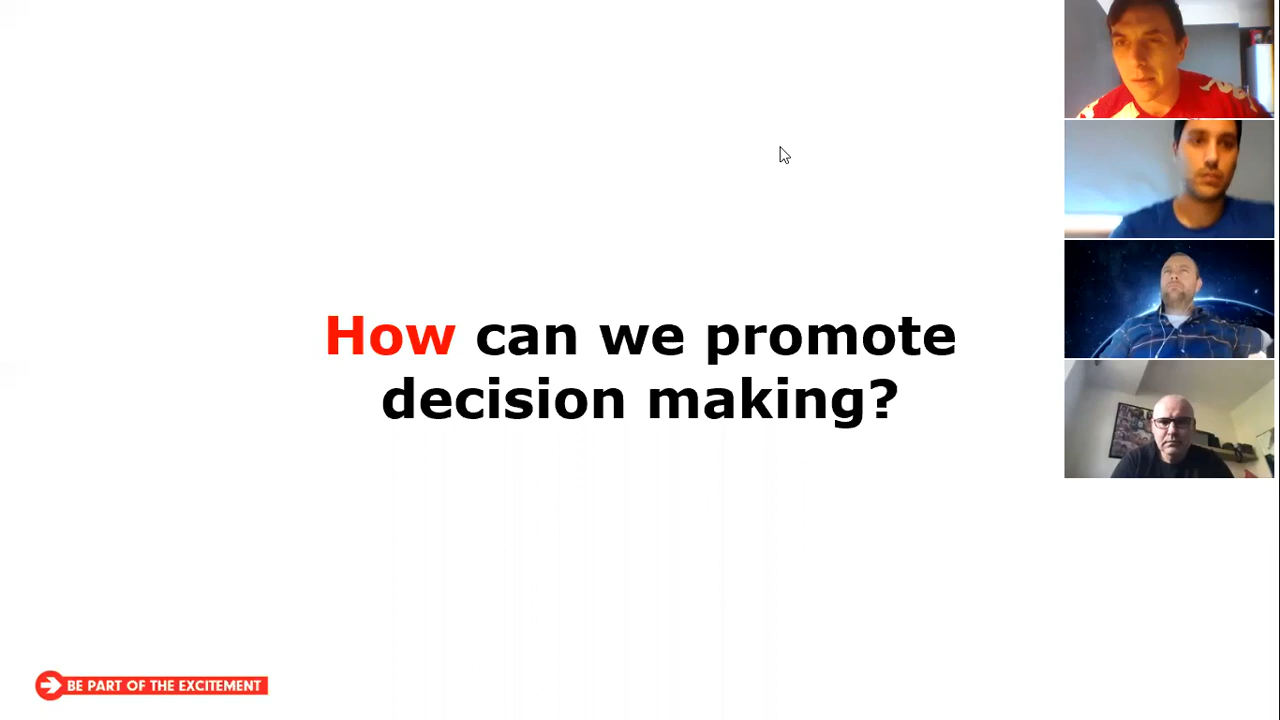 How can we promote
decision making?
BE PART OF THE EXCITEMENT